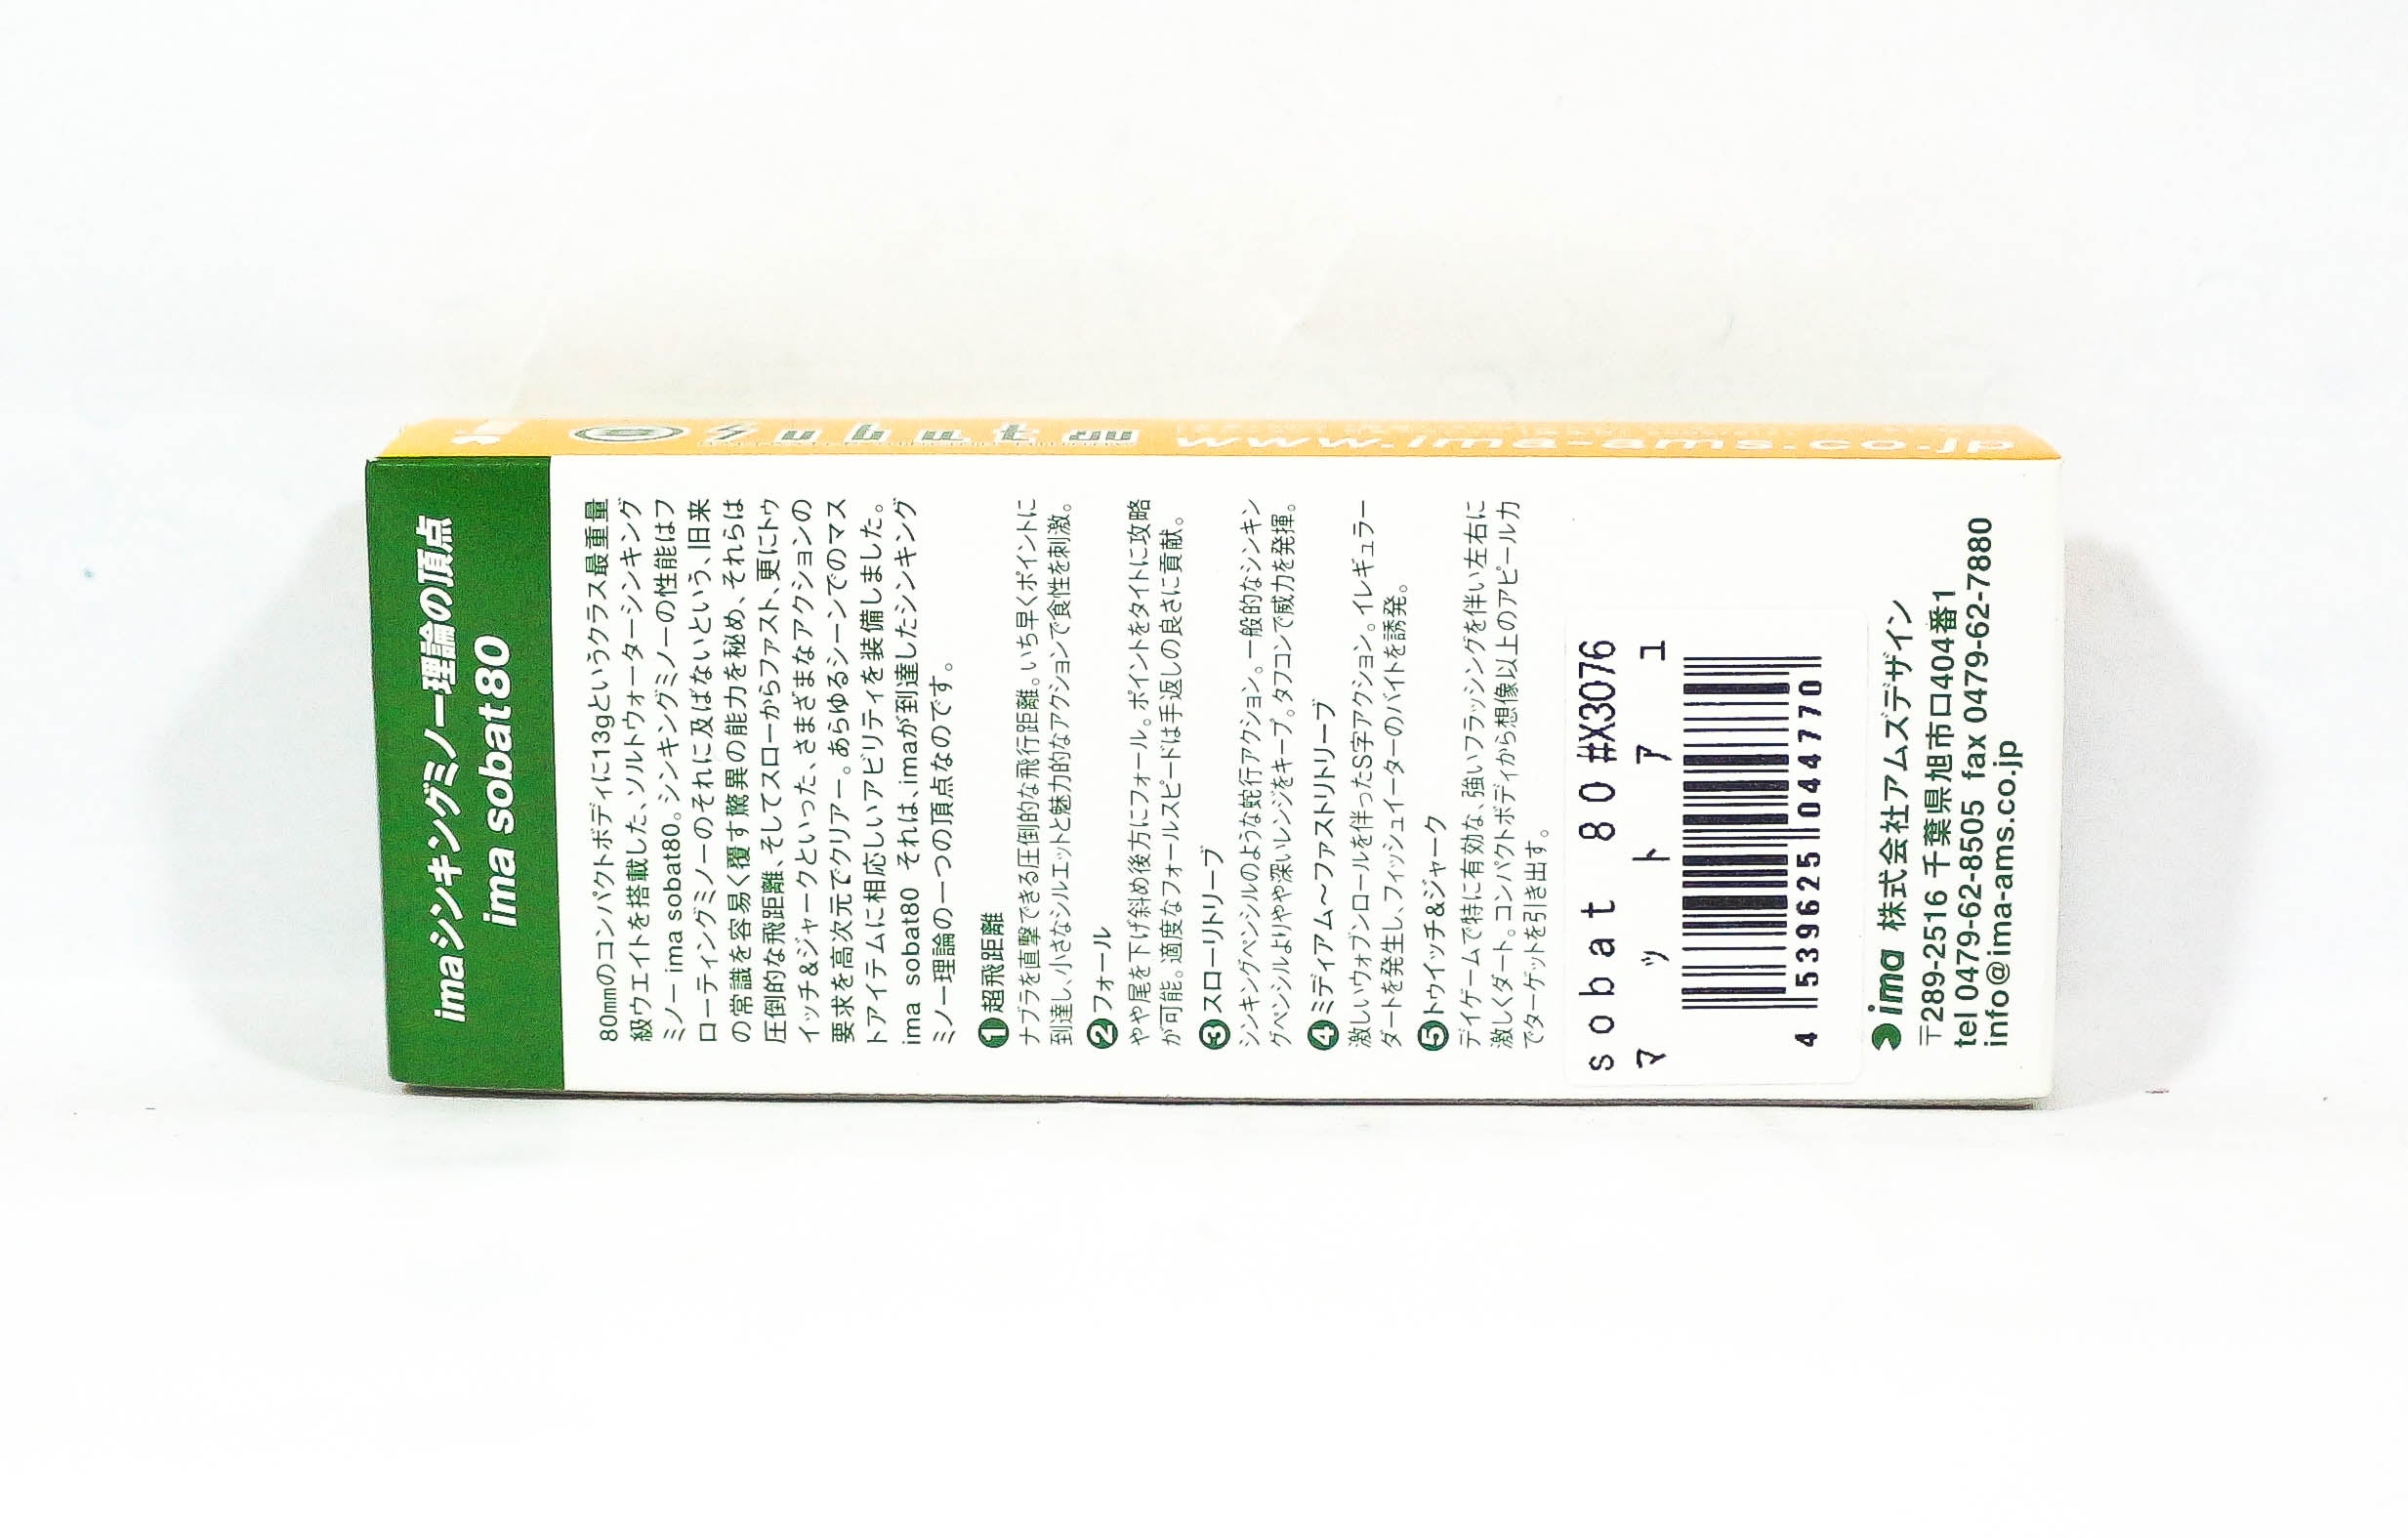 imaシンキングミノー理論の頂点
ima sobat80
80mmのコンパクトボディに13gというクラス最重量
級ウエイトを搭載した、ソルトウォーターシンキング
ミノー ima sobat80。シンキングミノーの性能はフ
ローティングミノーのそれに及ばないという、旧来
の常識を容易く覆す驚異の能力を秘め、それらは
圧倒的な飛距離、そしてスローからファスト、更にトゥ
イッチ&ジャークといった、さまざまなアクションの
要求を高次元でクリアー。あらゆるシーンでのマス
トアイテムに相応しいアビリティを装備しました。
ima sobat80 それは、imaが到達したシンキング
ミノー理論の一つの頂点なのです。
❶超飛距離
ナブラを直撃できる圧倒的な飛行距離。いち早くポイントに
到達し、小さなシルエットと魅力的なアクションで食性を刺激。
❷フォール
やや尾を下げ斜め後方にフォール。ポイントをタイトに攻略
が可能。適度なフォールスピードは手返しの良さに貢献。
❸スローリトリーブ
シンキングペンシルのような蛇行アクション。一般的なシンキン
グペンシルよりやや深いレンジをキープ。タフコンで威力を発揮。
❹ミディアム〜ファストリトリーブ
激しいウォブンロールを伴ったS字アクション。イレギュラー
ダートを発生し、フィッシュイーターのバイトを誘発。
❺トウイッチ&ジャーク
デイゲームで特に有効な、強いフラッシングを伴い左右に
激しくダート。コンパクトボディから想像以上のアピール力
でターゲットを引き出す。
sobat 80 #X3076
マットア1
4 539625 044770
ima 株式会社アムズデザイン
〒289-2516 千葉県旭市ロ404番1
tel 0479-62-8505 fax 0479-62-7880
info@ima-ams.co.jp
www.ima-ams.co.jp